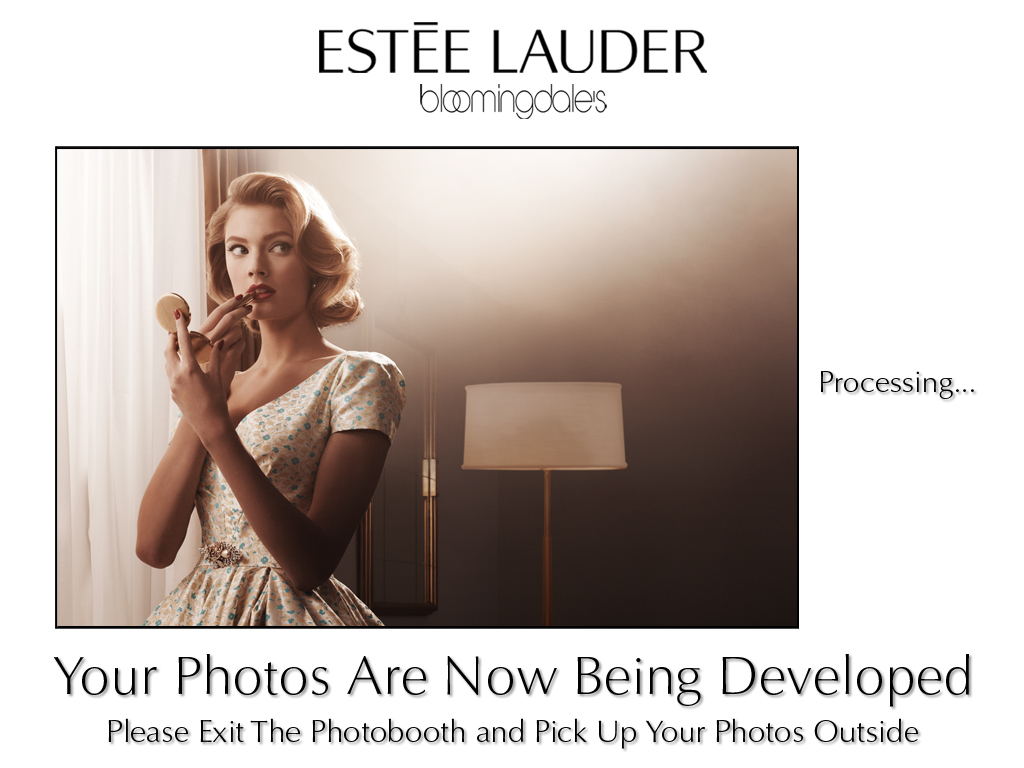 ESTĒE LAUDER
bloomingdale's
Processing...
Your Photos Are Now Being Developed
Please Exit The Photobooth and Pick Up Your Photos Outside